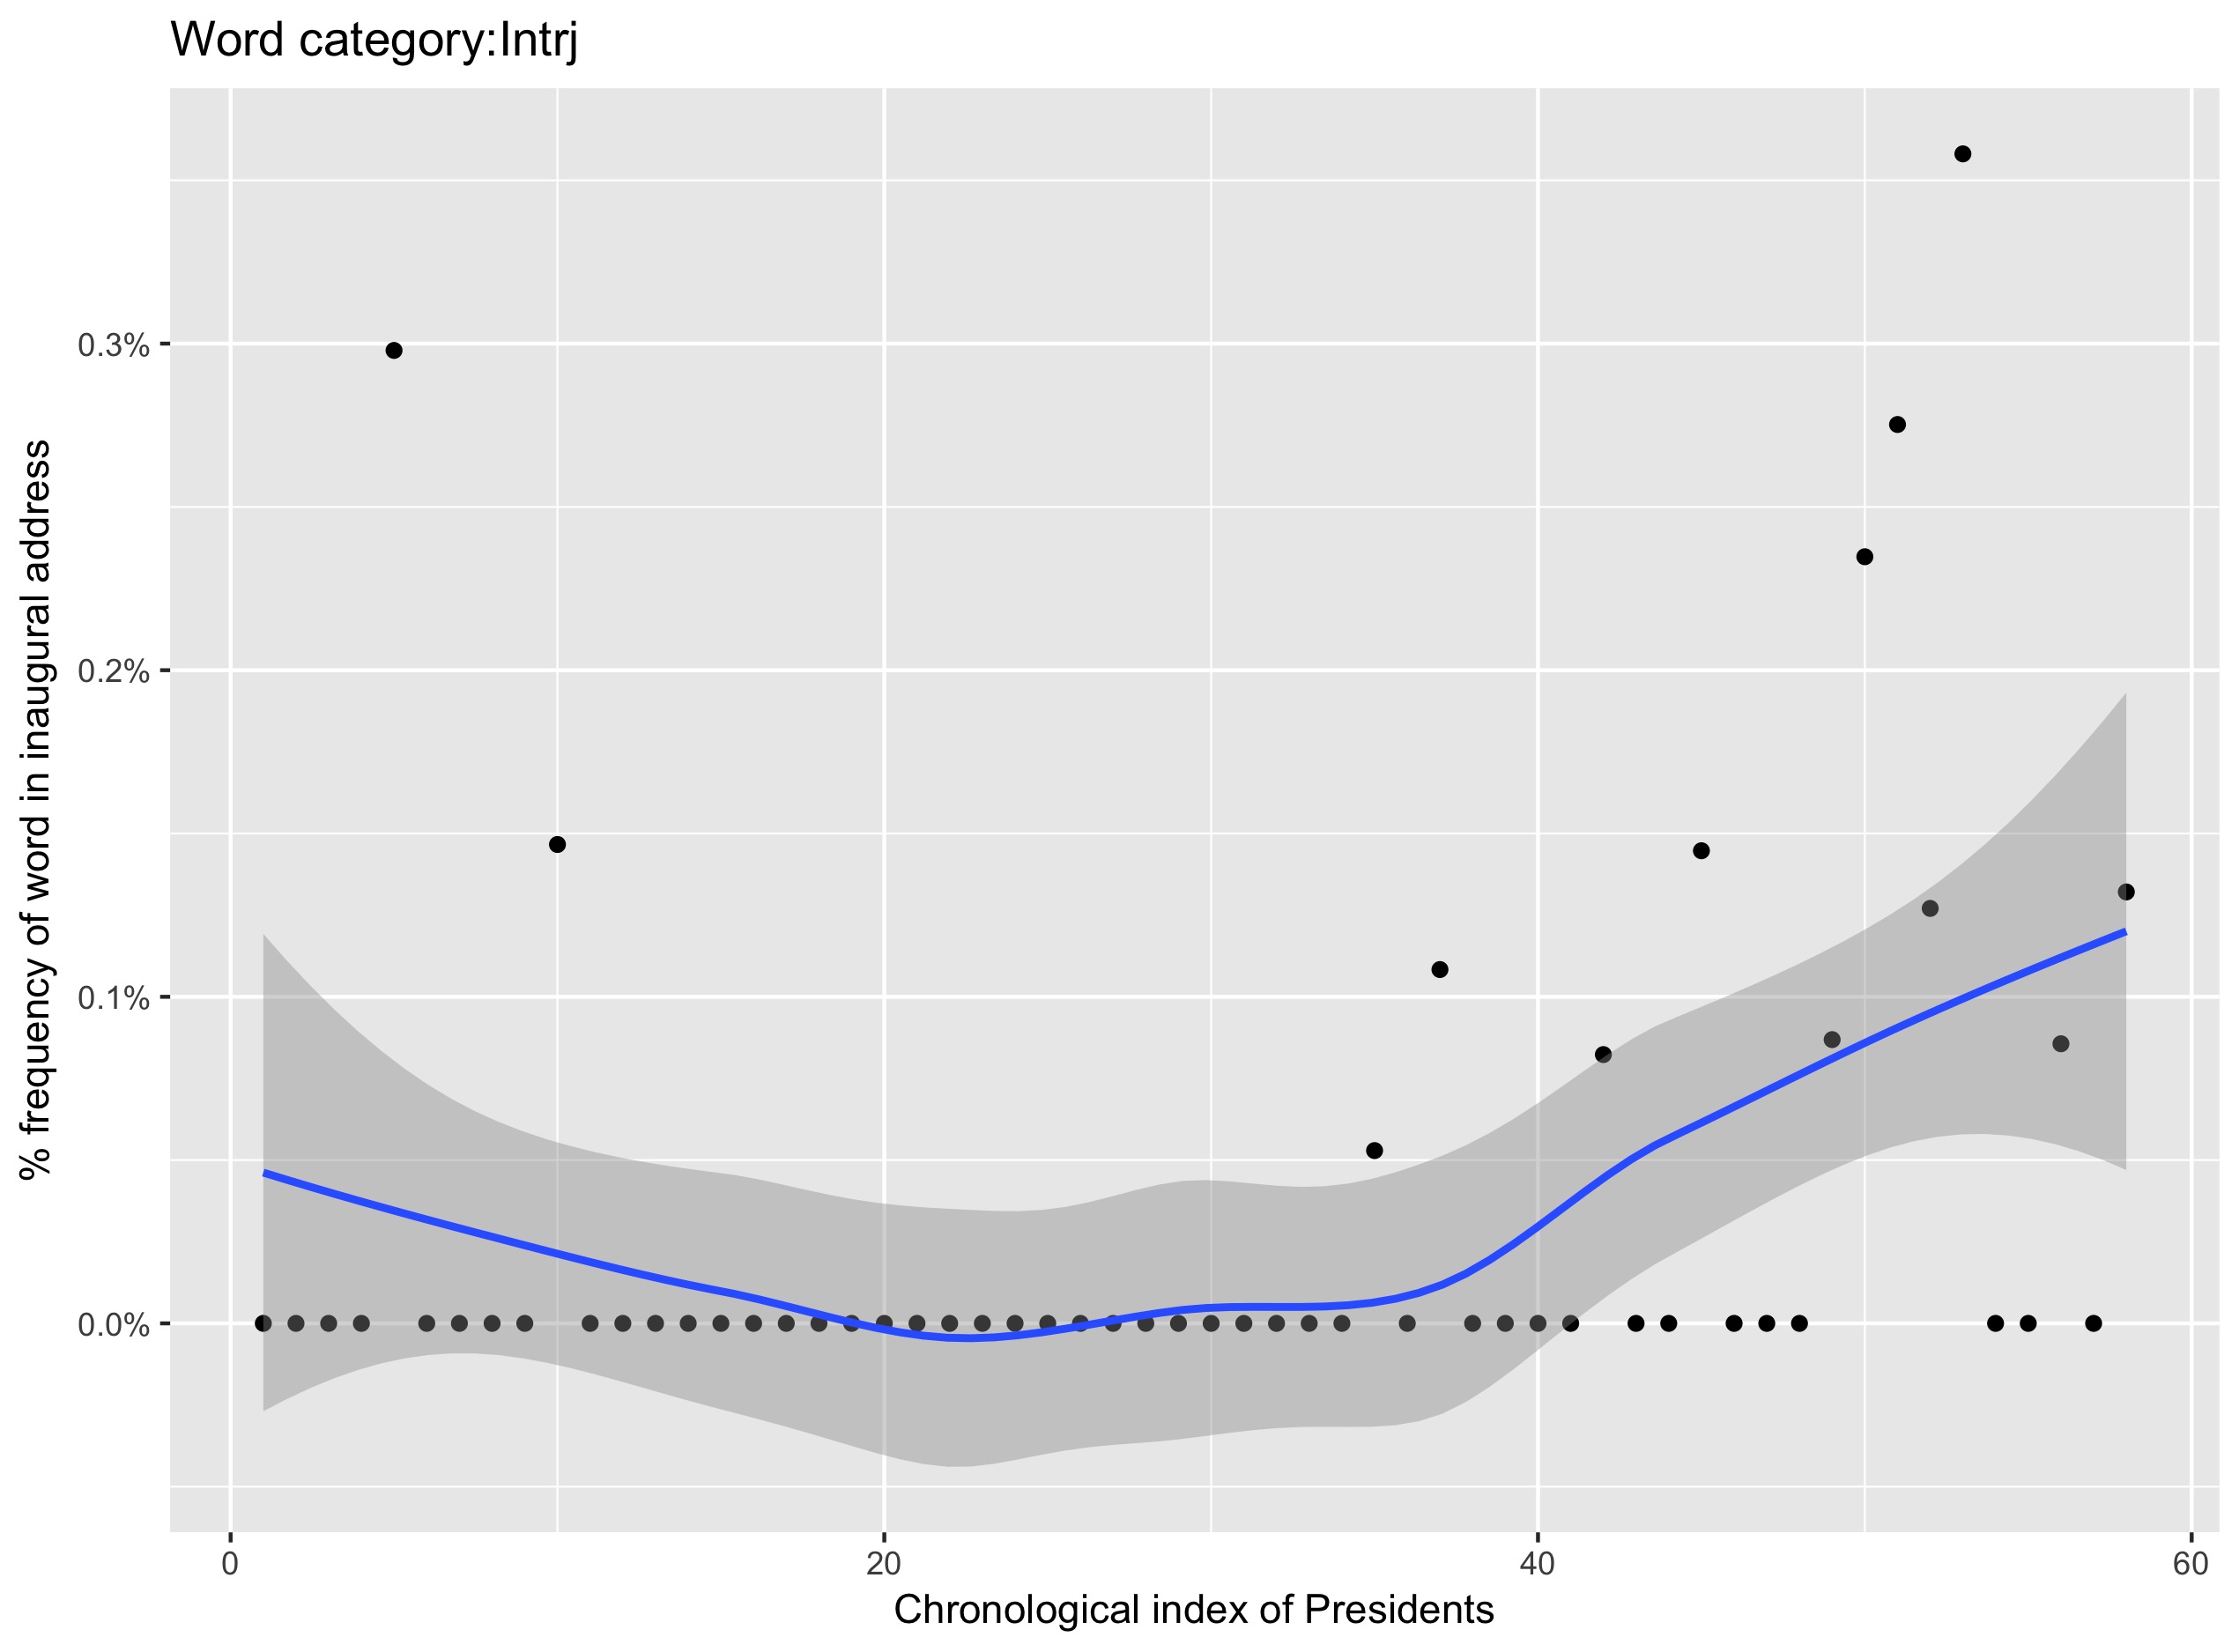 Word category:Intrj
% frequency of word in inaugural address
0.3%
0.2%
0.1%
0.0%
0
20
40
60
Chronological index of Presidents